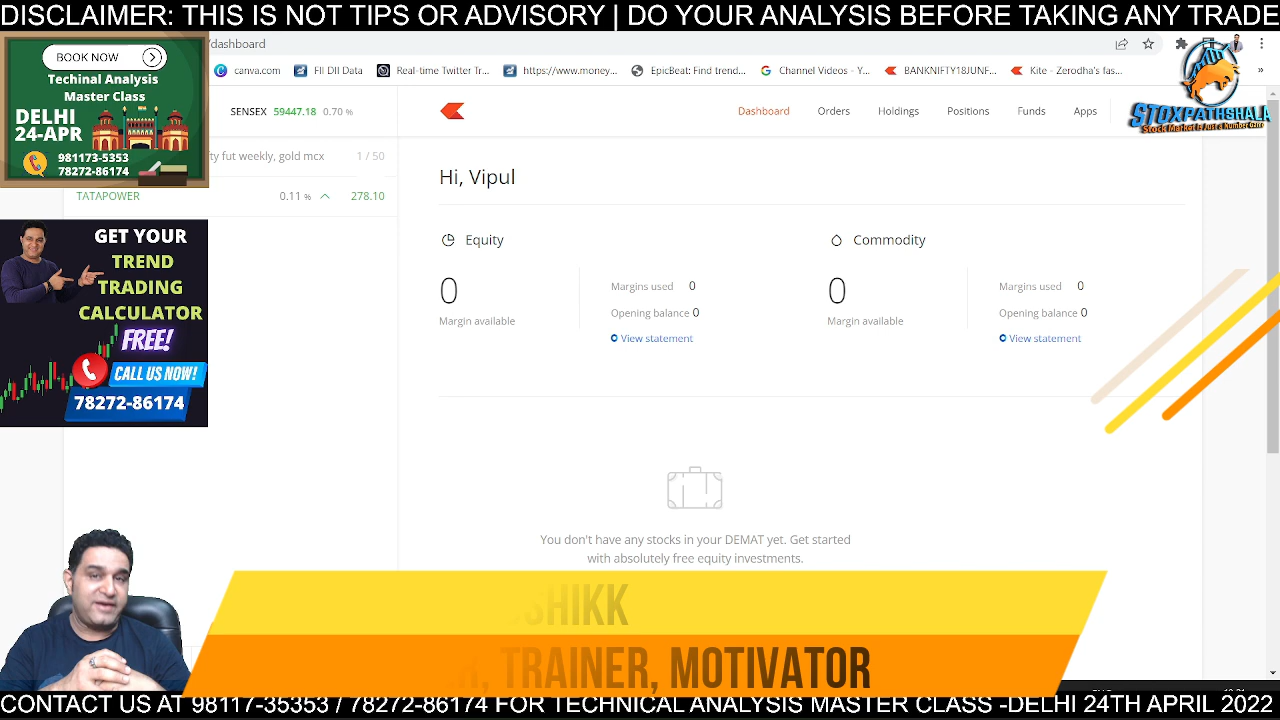 DISCLAIMER: THIS IS NOT TIPS OR ADVISORY | DO YOUR ANALYSIS BEFORE TAKING ANY TRADE
/dashboard
canva.com FII DII Data Real-time Twitter Tr... https://www.money... EpicBeat: Find trend... Channel Videos - Y... BANKNIFTY18JUNF... Kite - Zerodha's fas... »
BOOK NOW
Techinal Analysis
Master Class
DELHI
24-APR
981173-5353
78272-86174
STOXPATHSHALA
SENSEX 59447.18 0.70 %
Dashboard Orders Holdings Positions Funds Apps
ty fut weekly, gold mcx 1 / 50
TATAPOWER 0.11 % 278.10
GET YOUR
TREND
TRADING
CALCULATOR
FREE!
CALL US NOW!
78272-86174
Hi, Vipul
Equity
0
Margin available
Margins used 0
Opening balance 0
View statement
Commodity
0
Margin available
Margins used 0
Opening balance 0
View statement
You don't have any stocks in your DEMAT yet. Get started
with absolutely free equity investments.
SHIKK
, TRAINER, MOTIVATOR
CONTACT US AT 98117-35353 / 78272-86174 FOR TECHNICAL ANALYSIS MASTER CLASS -DELHI 24TH APRIL 2022